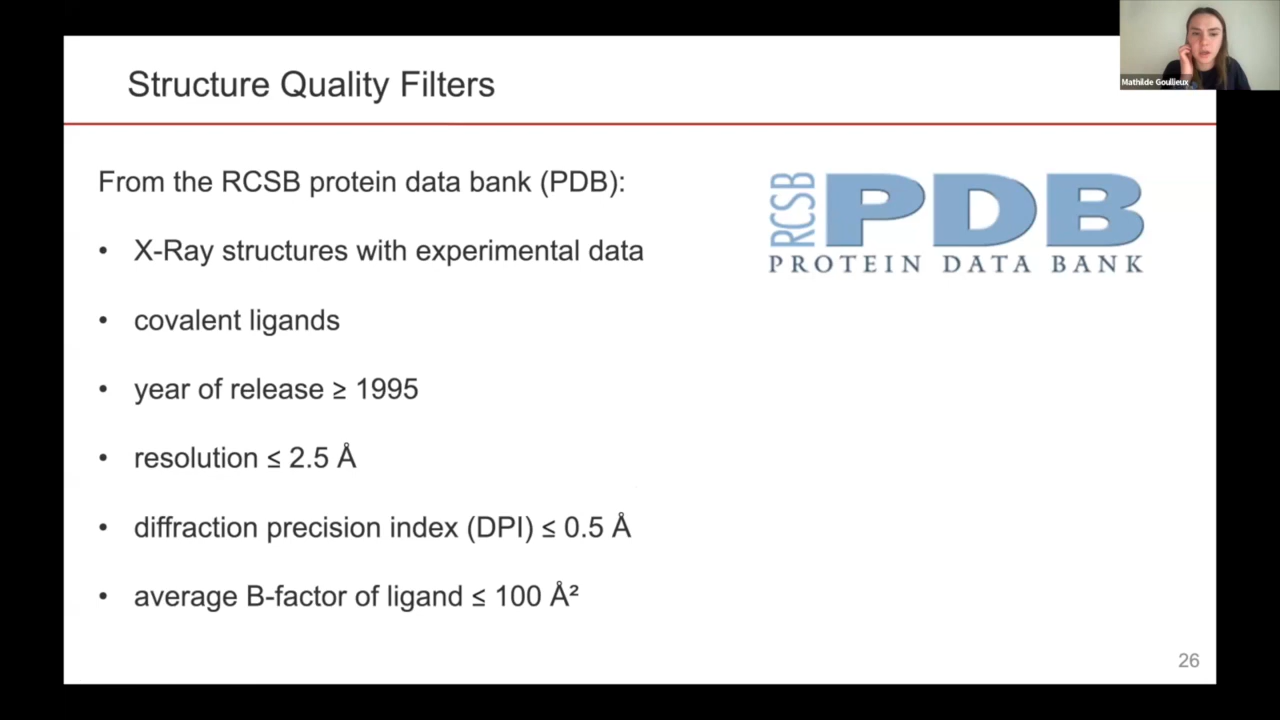 Mathilde Goullieux
Structure Quality Filters
From the RCSB protein data bank (PDB):
RCSB
PDB
PROTEIN DATA BANK
• X-Ray structures with experimental data
• covalent ligands
• year of release ≥ 1995
• resolution ≤ 2.5 Å
• diffraction precision index (DPI) ≤ 0.5 Å
• average B-factor of ligand ≤ 100 Å²
26